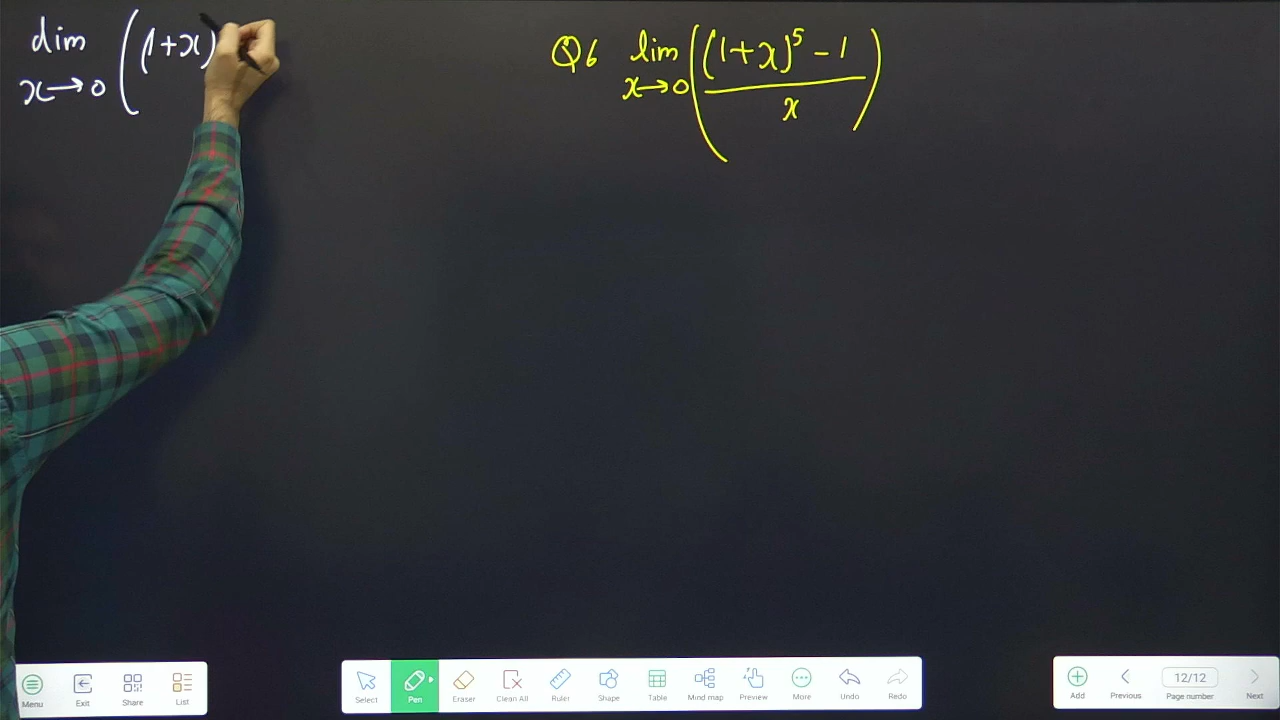 lim
x→0 ((1+x)
Q6 lim
x→0 (((1+x)^5 - 1)/x)
Menu Exit Share List
Select Pen Eraser Clean All Ruler Shape Table Mind map Preview More Undo Redo
Add Previous 12/12 Page number Next